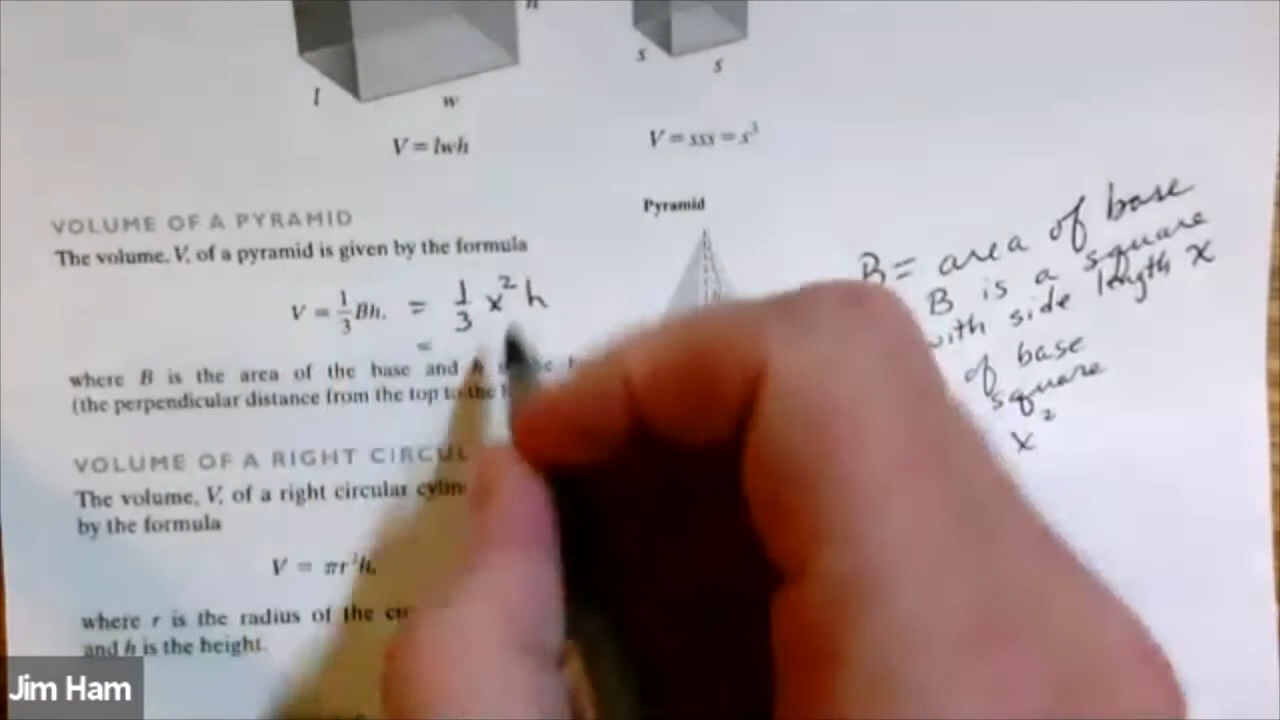 h
l
w
s
s
V = lwh
V = sss = s³
VOLUME OF A PYRAMID
The volume, V, of a pyramid is given by the formula
V = 1/3 Bh. = 1/3 x² h
where B is the area of the base and h
(the perpendicular distance from the top to the
Pyramid
B = area of base
B is a square
with side length x
of base
square
x²
VOLUME OF A RIGHT
The volume, V, of a right circular
by the formula
V = πr²h,
where r is the radius of the
and h is the height.
Jim Ham